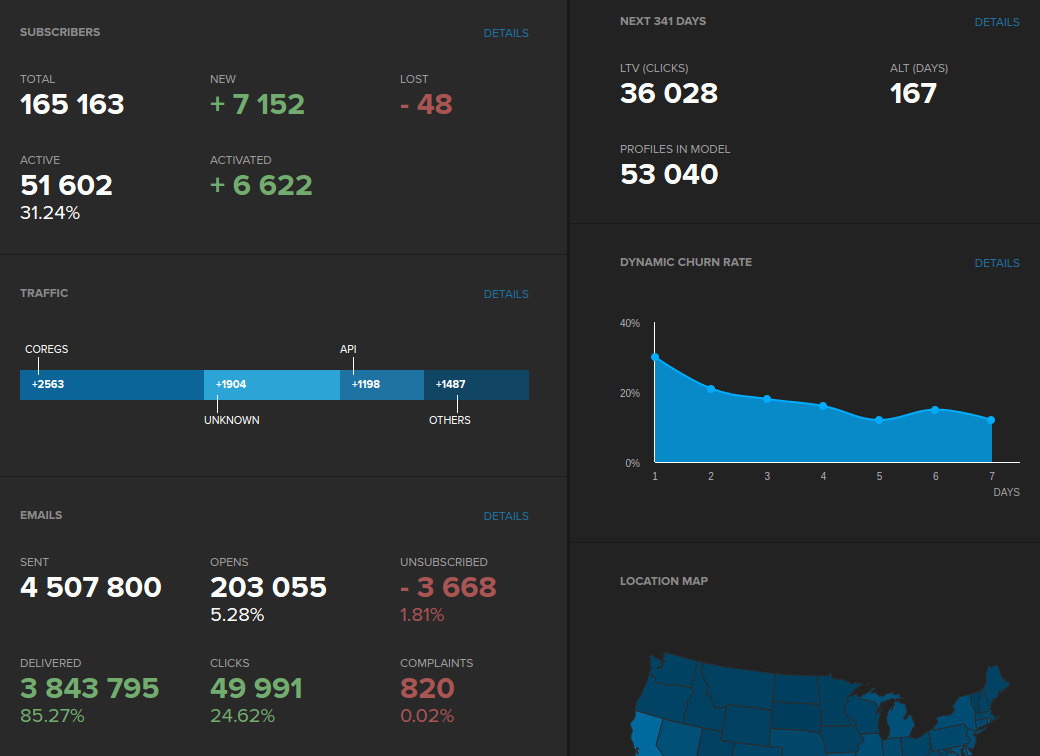 SUBSCRIBERS
DETAILS
TOTAL NEW LOST
165 163 + 7 152 - 48
ACTIVE ACTIVATED
51 602 + 6 622
31.24%
TRAFFIC
DETAILS
COREGS API
+2563 +1904 +1198 +1487
UNKNOWN OTHERS
EMAILS
DETAILS
SENT OPENS UNSUBSCRIBED
4 507 800 203 055 - 3 668
5.28% 1.81%
DELIVERED CLICKS COMPLAINTS
3 843 795 49 991 820
85.27% 24.62% 0.02%
NEXT 341 DAYS
DETAILS
LTV (CLICKS) ALT (DAYS)
36 028 167
PROFILES IN MODEL
53 040
DYNAMIC CHURN RATE
DETAILS
40%
20%
0%
1 2 3 4 5 6 7
DAYS
LOCATION MAP